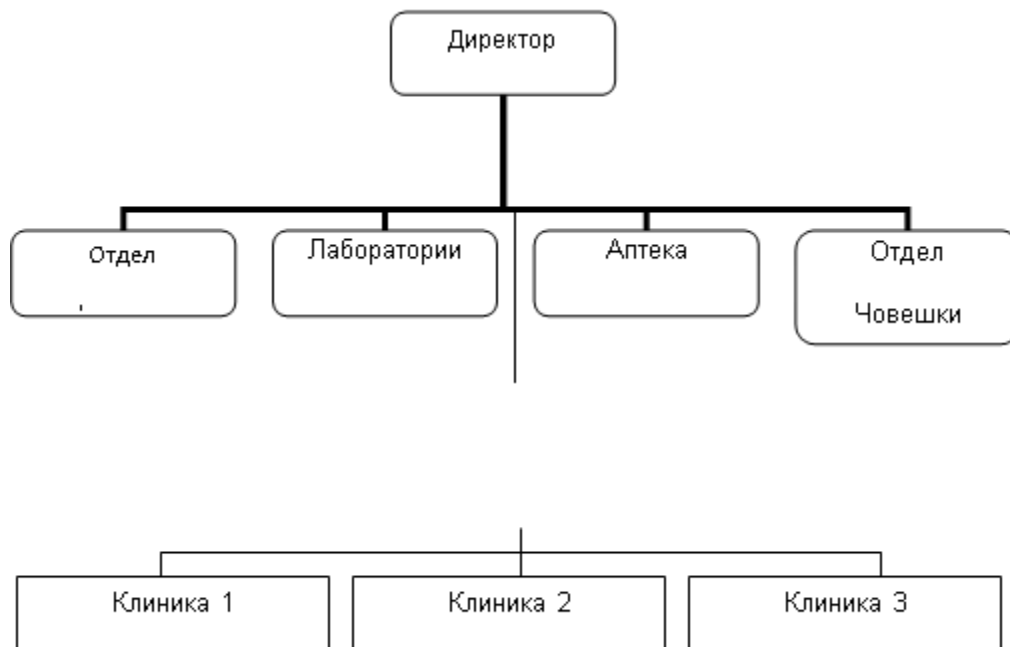 Директор
Отдел
Лаборатории
Аптека
Отдел
Човешки
Клиника 1
Клиника 2
Клиника 3